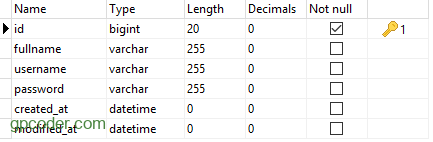 Name Type Length Decimals Not null
id bigint 20 0 1
fullname varchar 255 0
username varchar 255 0
password varchar 255 0
created_at datetime 0 0
modified_at datetime 0 0
gpcoder.com